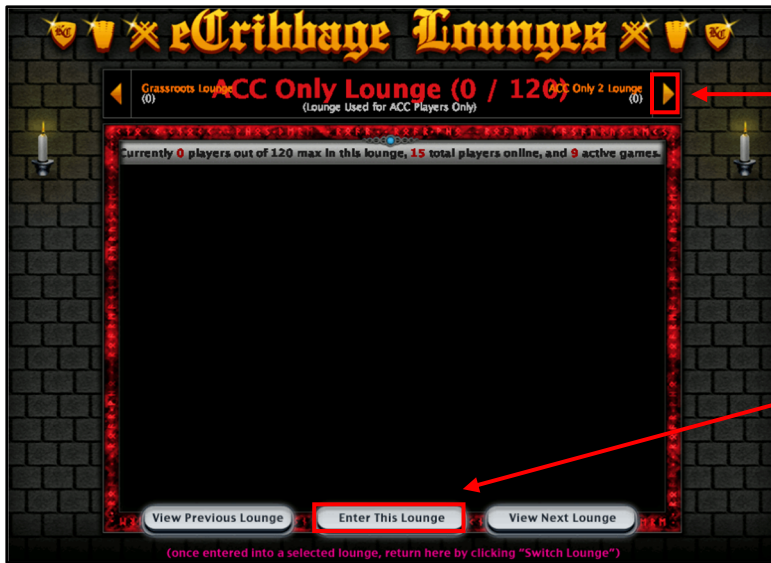 eCribbage Lounges
Grassroots Lounge
(0)
ACC Only Lounge (0 / 120)
(Lounge Used for ACC Players Only)
ACC Only 2 Lounge
(0)
Currently 0 players out of 120 max in this lounge, 15 total players online, and 9 active games.
View Previous Lounge
Enter This Lounge
View Next Lounge
(once entered into a selected lounge, return here by clicking "Switch Lounge")